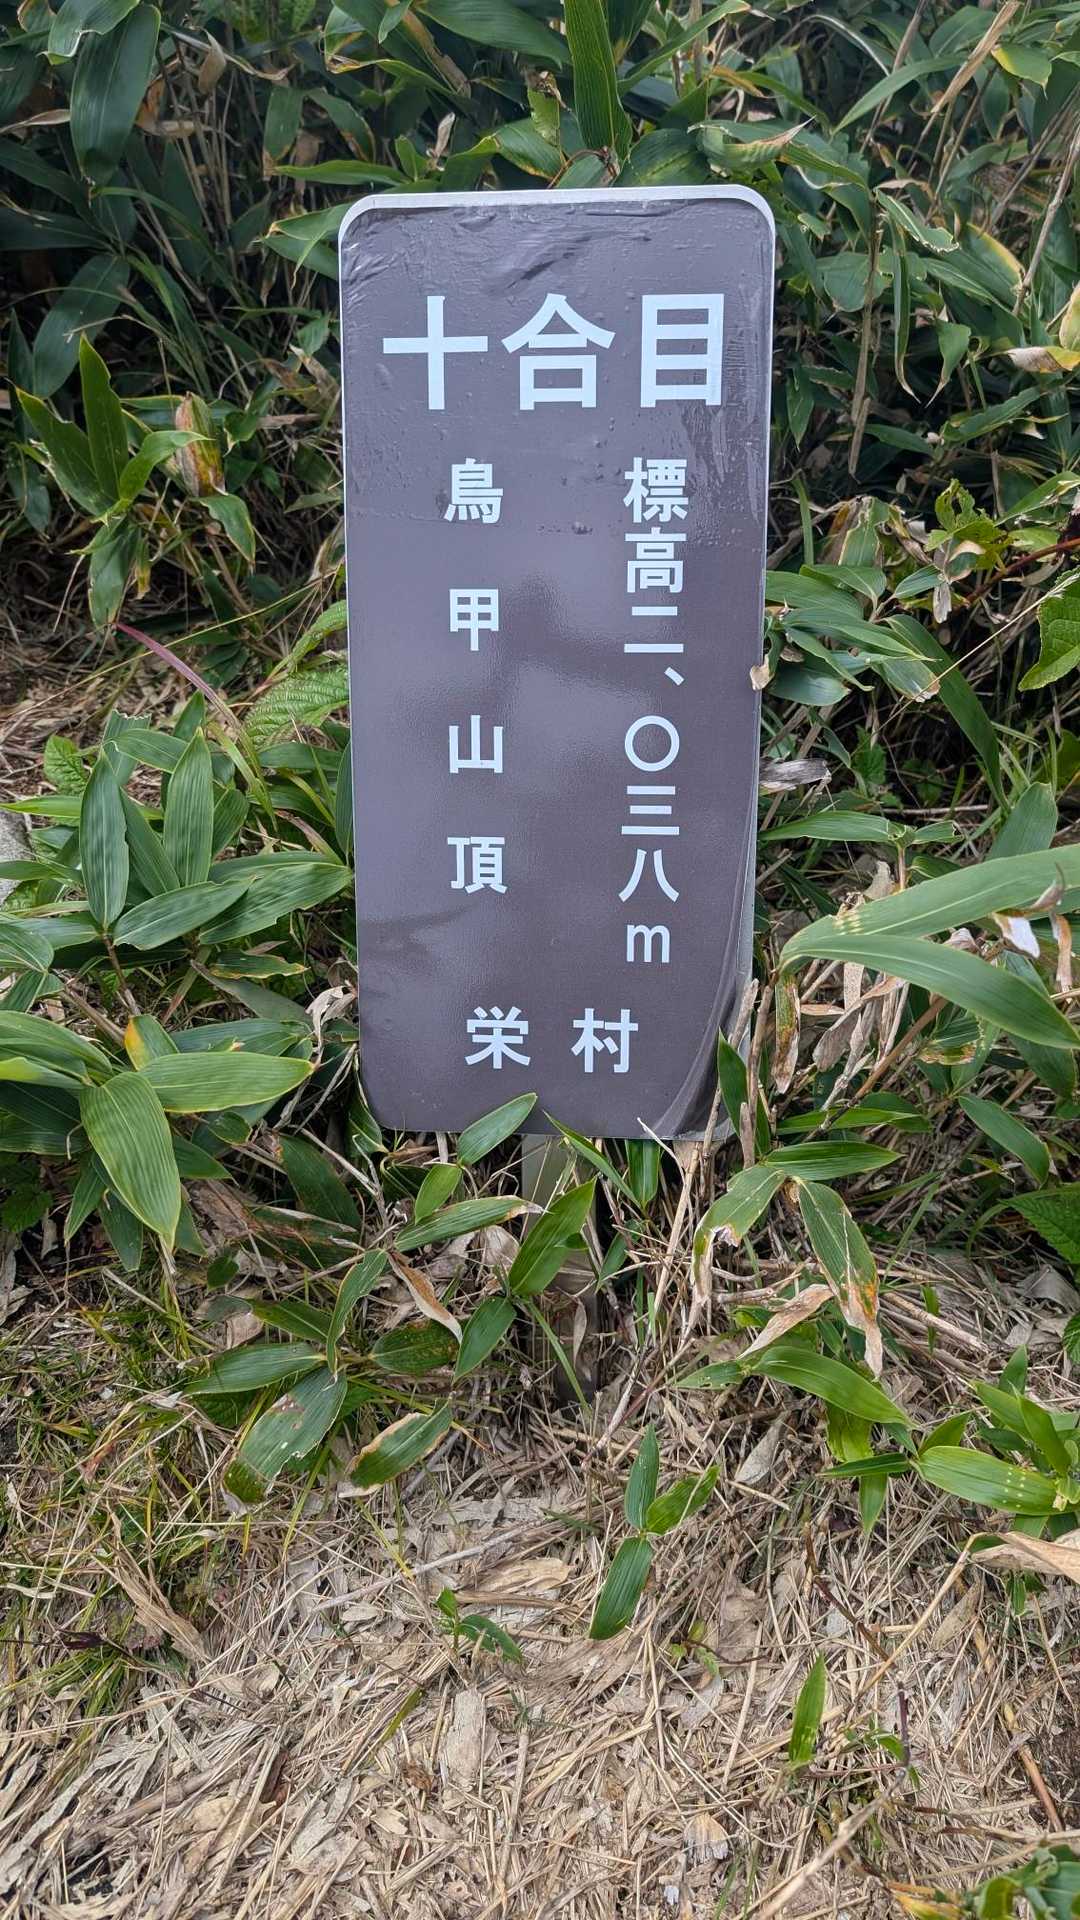 十合目
標高二、〇三八m
鳥甲山頂
栄村